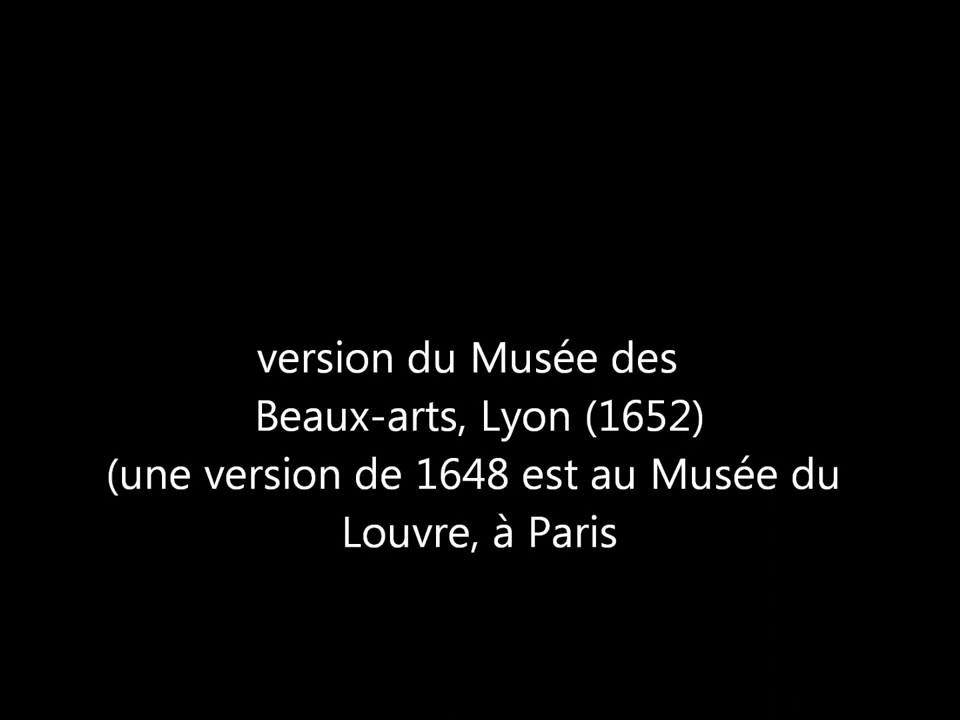 version du Musée des
Beaux-arts, Lyon (1652)
(une version de 1648 est au Musée du
Louvre, à Paris